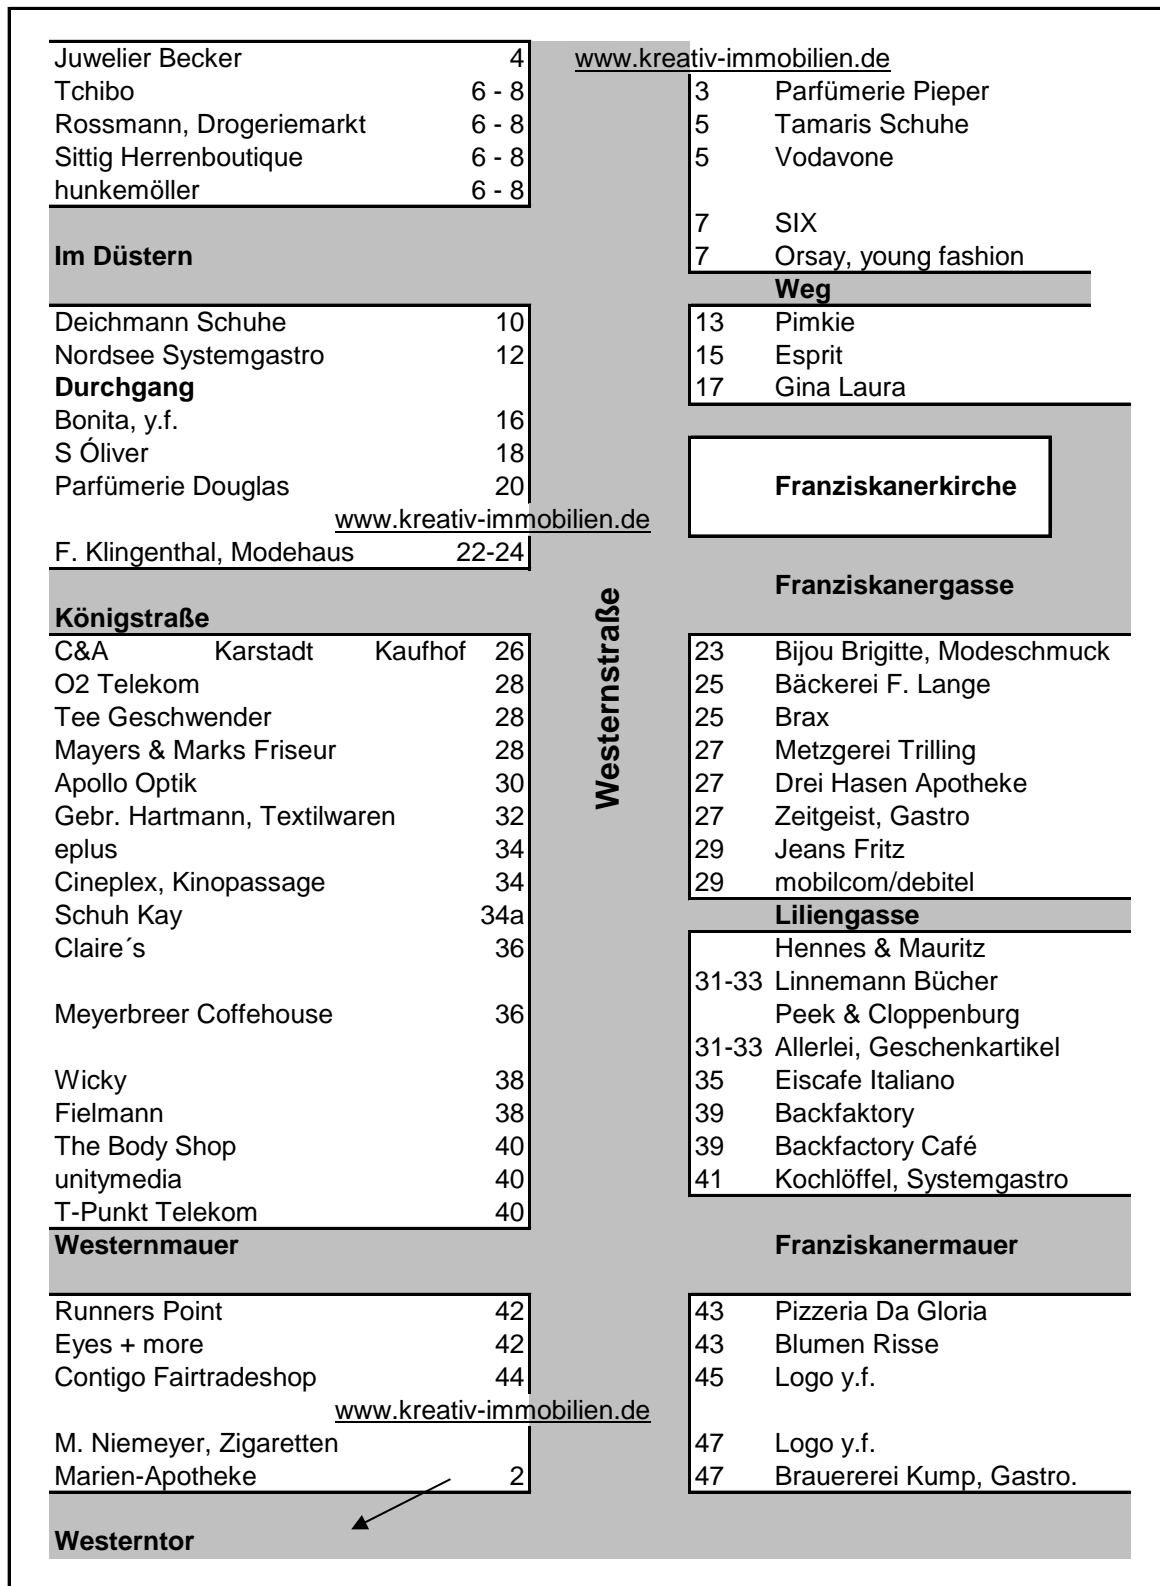 Juwelier Becker 4 www.kreativ-immobilien.de
Tchibo 6 - 8 3 Parfümerie Pieper
Rossmann, Drogeriemarkt 6 - 8 5 Tamaris Schuhe
Sittig Herrenboutique 6 - 8 5 Vodavone
hunkemöller 6 - 8
7 SIX
Im Düstern 7 Orsay, young fashion
Weg
Deichmann Schuhe 10 13 Pimkie
Nordsee Systemgastro 12 15 Esprit
Durchgang 17 Gina Laura
Bonita, y.f. 16
S Óliver 18
Parfümerie Douglas 20 Franziskanerkirche
www.kreativ-immobilien.de
F. Klingenthal, Modehaus 22-24
Franziskanergasse
Königstraße
Westernstraße
C&A Karstadt Kaufhof 26 23 Bijou Brigitte, Modeschmuck
O2 Telekom 28 25 Bäckerei F. Lange
Tee Geschwender 28 25 Brax
Mayers & Marks Friseur 28 27 Metzgerei Trilling
Apollo Optik 30 27 Drei Hasen Apotheke
Gebr. Hartmann, Textilwaren 32 27 Zeitgeist, Gastro
eplus 34 29 Jeans Fritz
Cineplex, Kinopassage 34 29 mobilcom/debitel
Schuh Kay 34a Liliengasse
Claire´s 36 Hennes & Mauritz
31-33 Linnemann Bücher
Meyerbreer Coffehouse 36 Peek & Cloppenburg
31-33 Allerlei, Geschenkartikel
Wicky 38 35 Eiscafe Italiano
Fielmann 38 39 Backfaktory
The Body Shop 40 39 Backfactory Café
unitymedia 40 41 Kochlöffel, Systemgastro
T-Punkt Telekom 40
Westernmauer Franziskanermauer
Runners Point 42 43 Pizzeria Da Gloria
Eyes + more 42 43 Blumen Risse
Contigo Fairtradeshop 44 45 Logo y.f.
www.kreativ-immobilien.de
M. Niemeyer, Zigaretten 47 Logo y.f.
Marien-Apotheke 2 47 Brauererei Kump, Gastro.
Westerntor